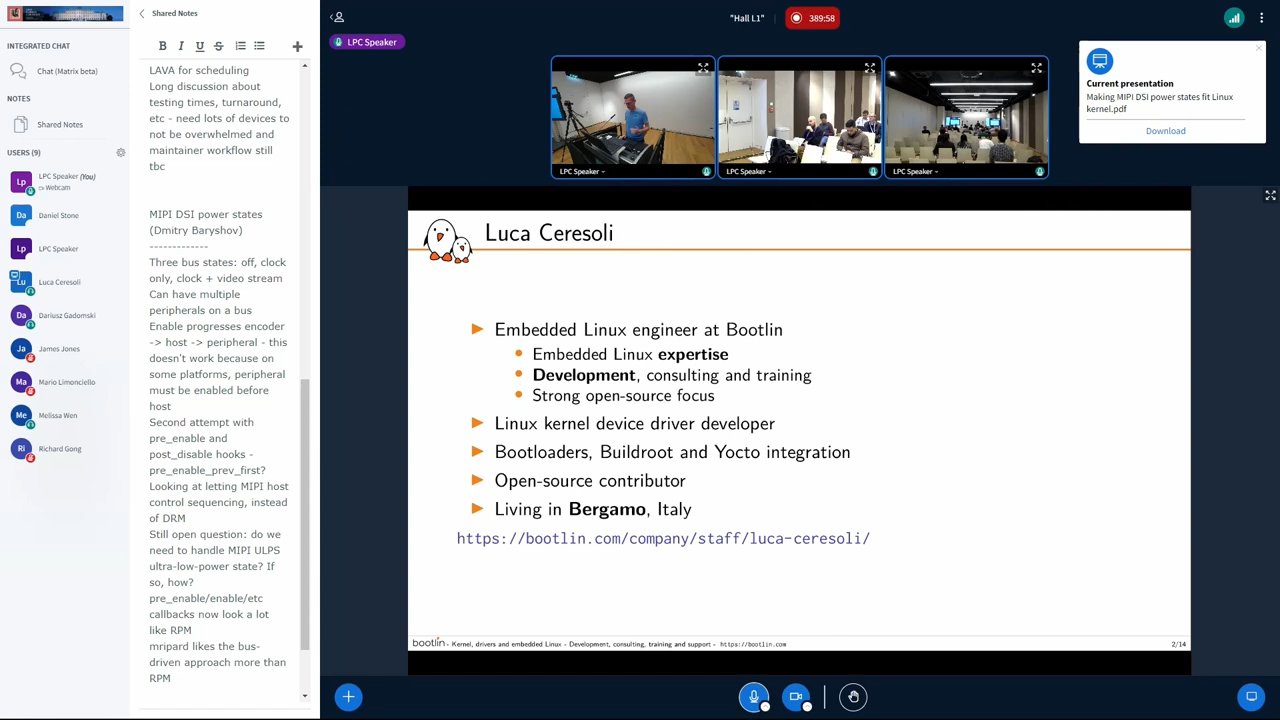 INTEGRATED CHAT
Chat (Matrix beta)
NOTES
Shared Notes
USERS (9)
Lp
LPC Speaker (You)
Webcam
Da
Daniel Stone
Lp
LPC Speaker
Lu
Luca Ceresoli
Da
Dariusz Gadomski
Ja
James Jones
Ma
Mario Limonciello
Me
Melissa Wen
Ri
Richard Gong
Shared Notes
B I U S
LAVA for scheduling
Long discussion about
testing times, turnaround,
etc - need lots of devices to
not be overwhelmed and
maintainer workflow still
tbc
MIPI DSI power states
(Dmitry Baryshov)
-------------
Three bus states: off, clock
only, clock + video stream
Can have multiple
peripherals on a bus
Enable progresses encoder
-> host -> peripheral - this
doesn't work because on
some platforms, peripheral
must be enabled before
host
Second attempt with
pre_enable and
post_disable hooks -
pre_enable_prev_first?
Looking at letting MIPI host
control sequencing, instead
of DRM
Still open question: do we
need to handle MIPI ULPS
ultra-low-power state? If
so, how?
pre_enable/enable/etc
callbacks now look a lot
like RPM
mripard likes the bus-
driven approach more than
RPM
"Hall L1"
389:58
LPC Speaker
LPC Speaker
LPC Speaker
LPC Speaker
Current presentation
Making MIPI DSI power states fit Linux
kernel.pdf
Download
Luca Ceresoli
Embedded Linux engineer at Bootlin
Embedded Linux expertise
Development, consulting and training
Strong open-source focus
Linux kernel device driver developer
Bootloaders, Buildroot and Yocto integration
Open-source contributor
Living in Bergamo, Italy
https://bootlin.com/company/staff/luca-ceresoli/
bootlin - Kernel, drivers and embedded Linux - Development, consulting, training and support - https://bootlin.com
2/14